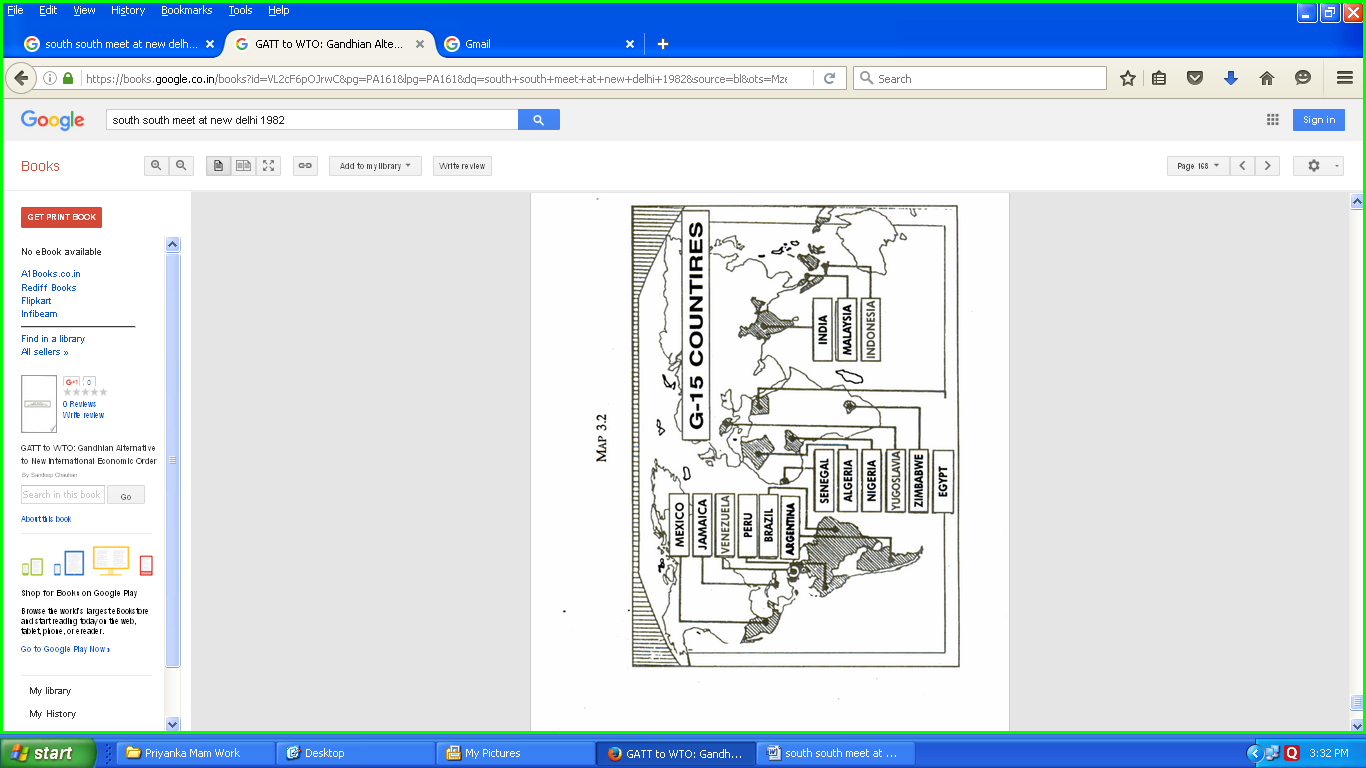 File Edit View History Bookmarks Tools Help
south south meet at new delh...
GATT to WTO: Gandhian Alte...
Gmail
https://books.google.co.in/books?id=VL2cF6pOJrwC&pg=PA161&lpg=PA161&dq=south+south+meet+at+new+delhi+1982&source=bl&ots=Mze
Search
Google
south south meet at new delhi 1982
Sign in
Books
Add to my library
Write review
Page 168
GET PRINT BOOK
No eBook available
A1Books.co.in
Rediff Books
Flipkart
Infibeam
Find in a library
All sellers »
G+1 0
0 Reviews
Write review
GATT to WTO: Gandhian Alternative
to New International Economic Order
By Sandeep Chauhan
Search in this book Go
About this book
Shop for Books on Google Play
Browse the world's largest eBookstore
and start reading today on the web,
tablet, phone, or ereader.
Go to Google Play Now »
My library
My History
MAP 3.2
G-15 COUNTIRES
MEXICO
JAMAICA
VENEZUELA
PERU
BRAZIL
ARGENTINA
SENEGAL
ALGERIA
NIGERIA
YUGOSLAVIA
ZIMBABWE
EGYPT
INDIA
MALAYSIA
INDONESIA
start
Priyanka Mam Work
Desktop
My Pictures
GATT to WTO: Gandh...
south south meet at ...
3:32 PM